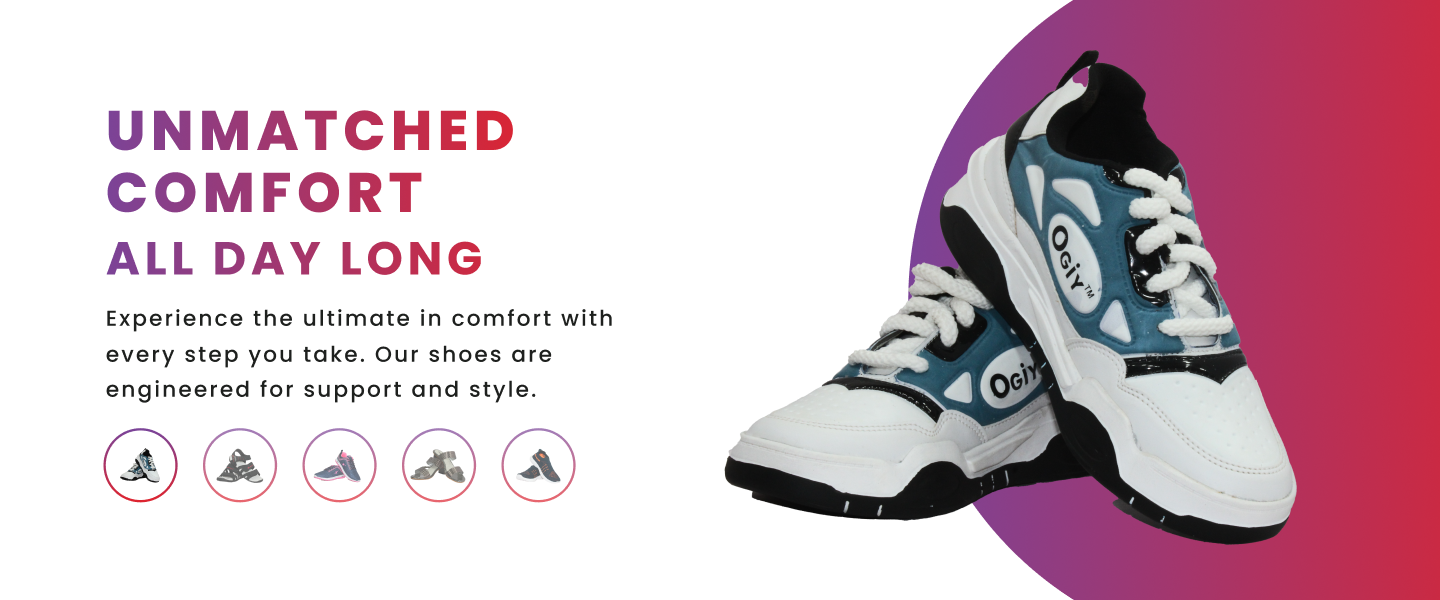 UNMATCHED
COMFORT
ALL DAY LONG
Experience the ultimate in comfort with
every step you take. Our shoes are
engineered for support and style.
OGiY™
OGiY